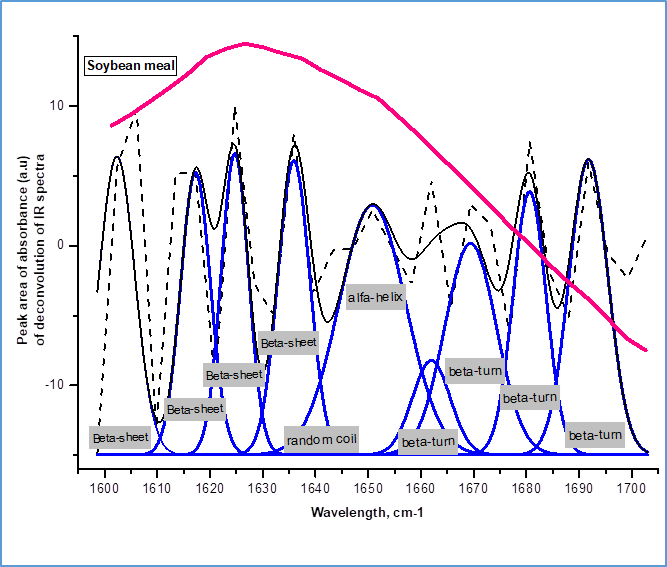 Soybean meal
Peak area of absorbance (a.u)
of deconvolution of IR spectra
10
0
-10
alfa-helix
Beta-sheet
Beta-sheet
beta-turn
beta-turn
Beta-sheet
Beta-sheet
random coil
beta-turn
beta-turn
1600 1610 1620 1630 1640 1650 1660 1670 1680 1690 1700
Wavelength, cm-1